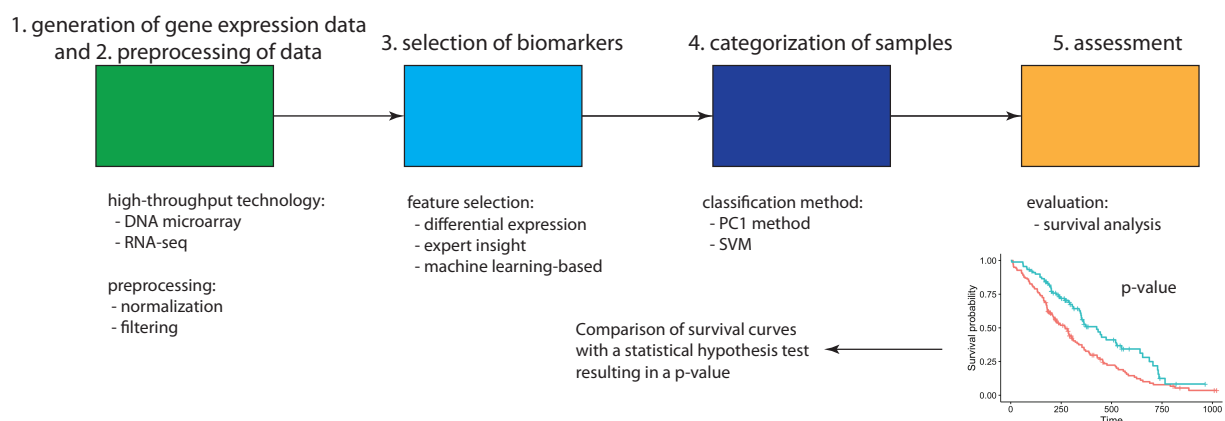 1. generation of gene expression data
and 2. preprocessing of data
3. selection of biomarkers
4. categorization of samples
5. assessment
high-throughput technology:
- DNA microarray
- RNA-seq
preprocessing:
- normalization
- filtering
feature selection:
- differential expression
- expert insight
- machine learning-based
classification method:
- PC1 method
- SVM
evaluation:
- survival analysis
Comparison of survival curves
with a statistical hypothesis test
resulting in a p-value
p-value
Survival probability
1.00
0.75
0.50
0.25
0.00
0
250
500
750
1000
Time